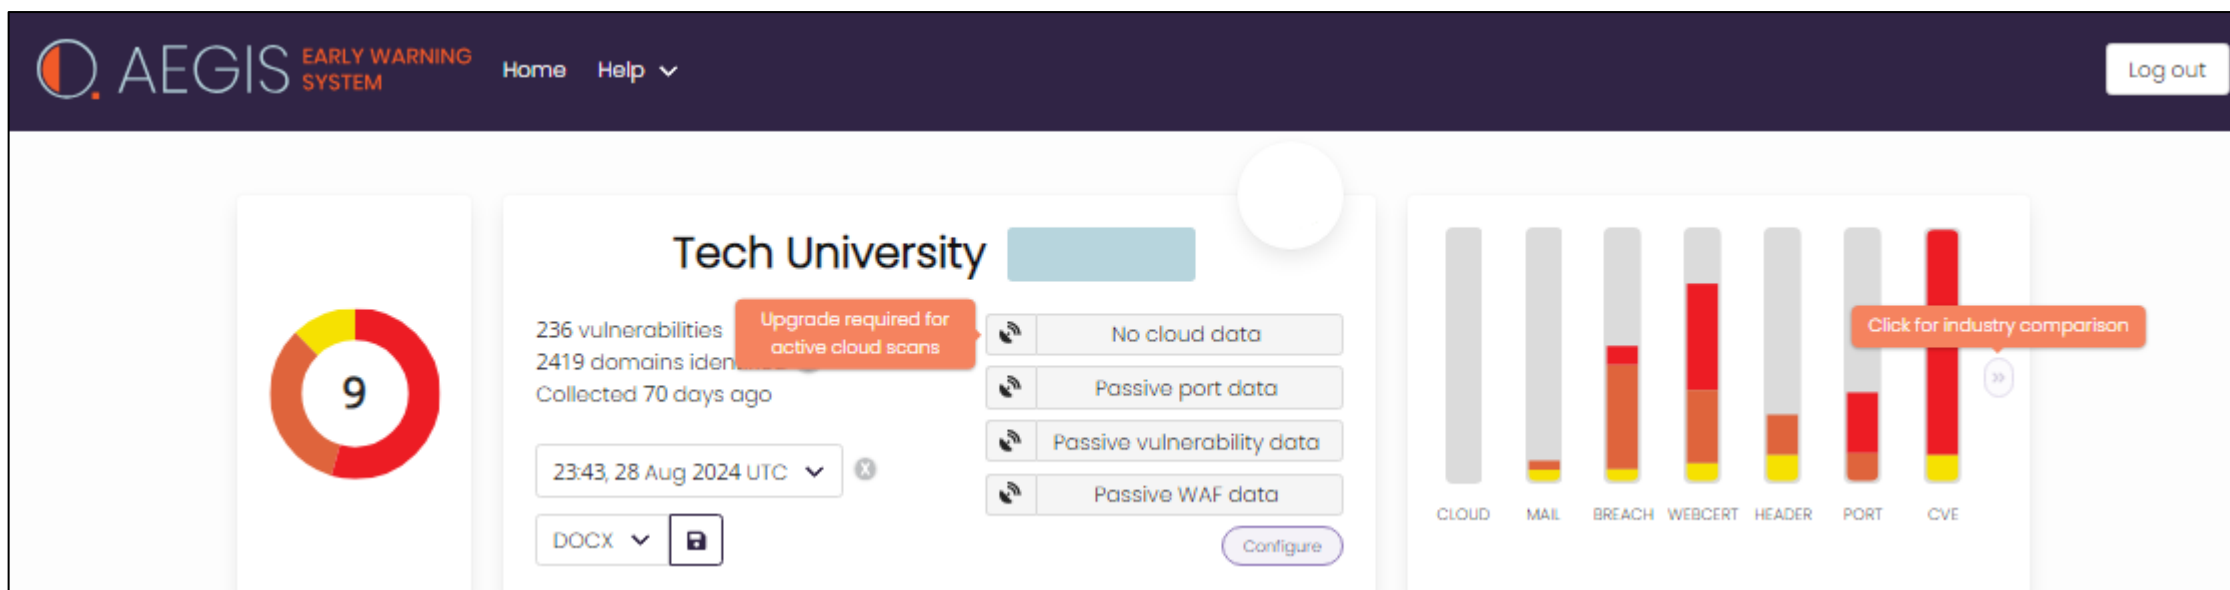 AEGIS EARLY WARNING
SYSTEM
Home
Help
Log out
9
Tech University
236 vulnerabilities
2419 domains iden
Collected 70 days ago
Upgrade required for
active cloud scans
23:43, 28 Aug 2024 UTC
DOCX
No cloud data
Passive port data
Passive vulnerability data
Passive WAF data
Configure
Click for industry comparison
CLOUD MAIL BREACH WEBCERT HEADER PORT CVE